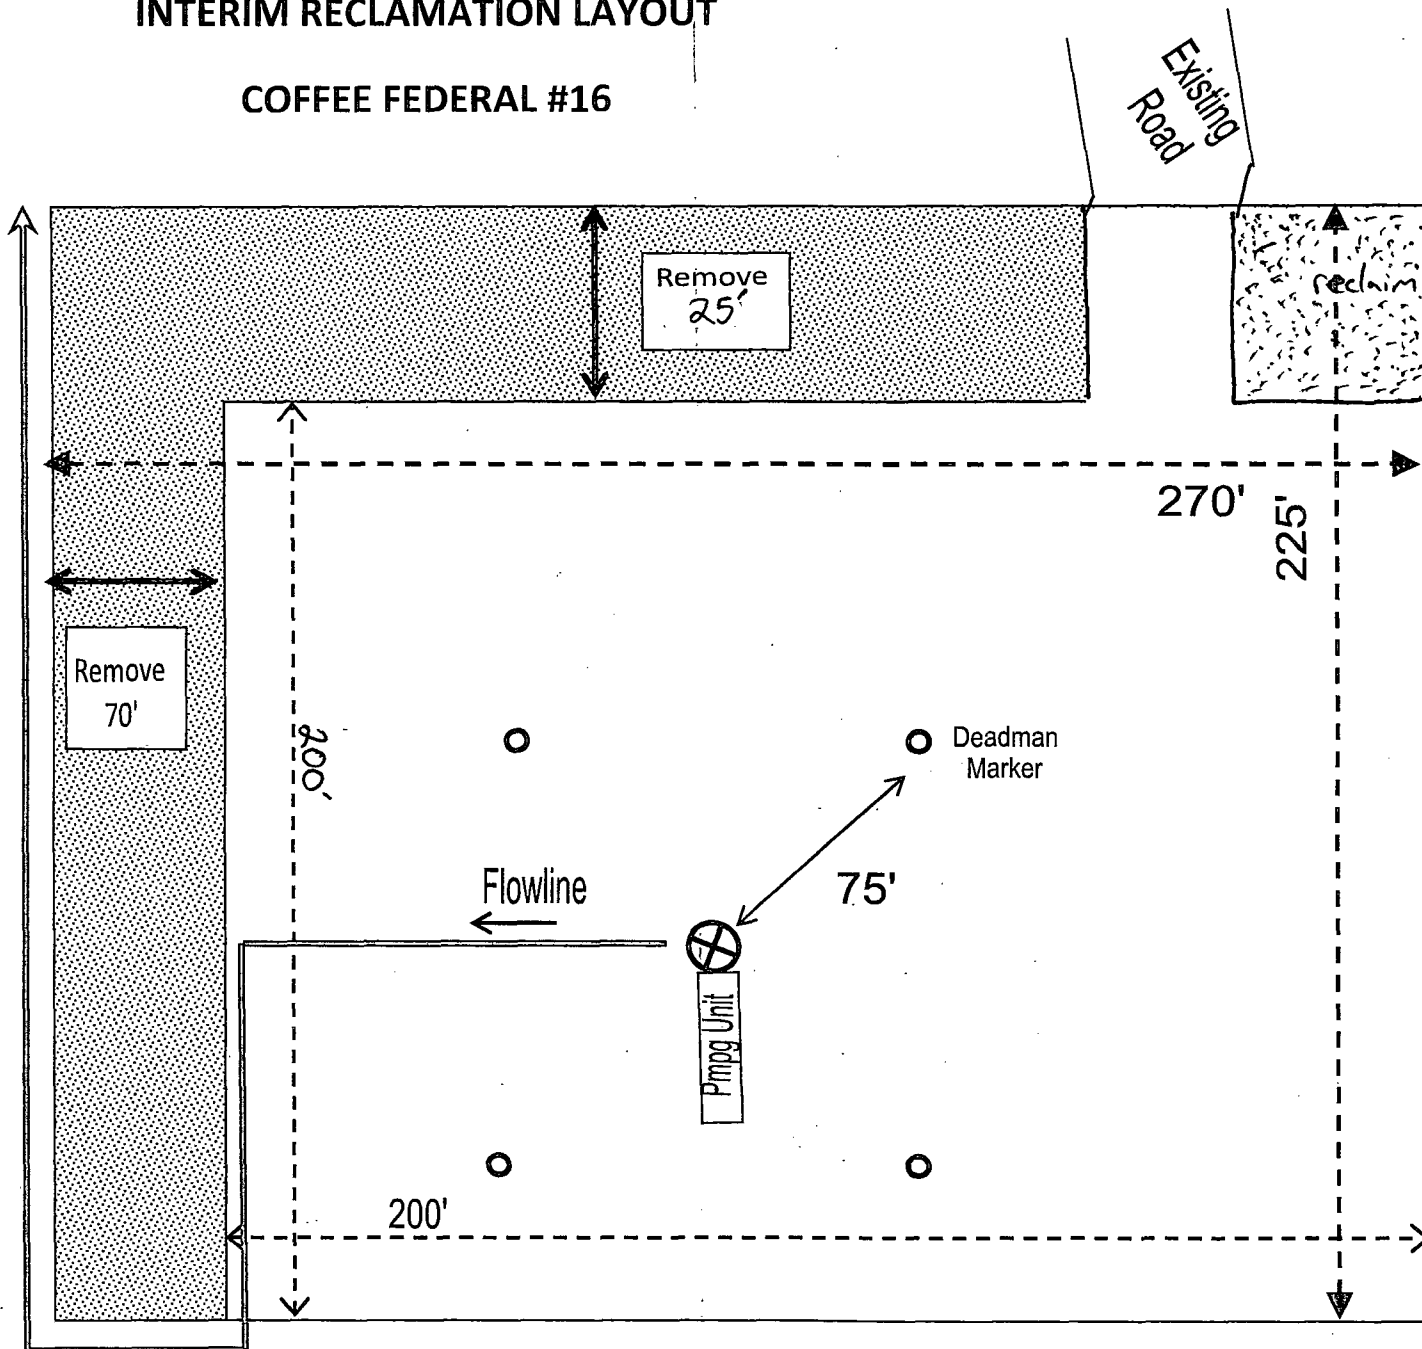 INTERIM RECLAMATION LAYOUT
COFFEE FEDERAL #16
Existing
Road
Remove
25'
reclaim
270'
225'
Remove
70'
200'
Deadman
Marker
75'
Flowline
Pmpg Unit
200'